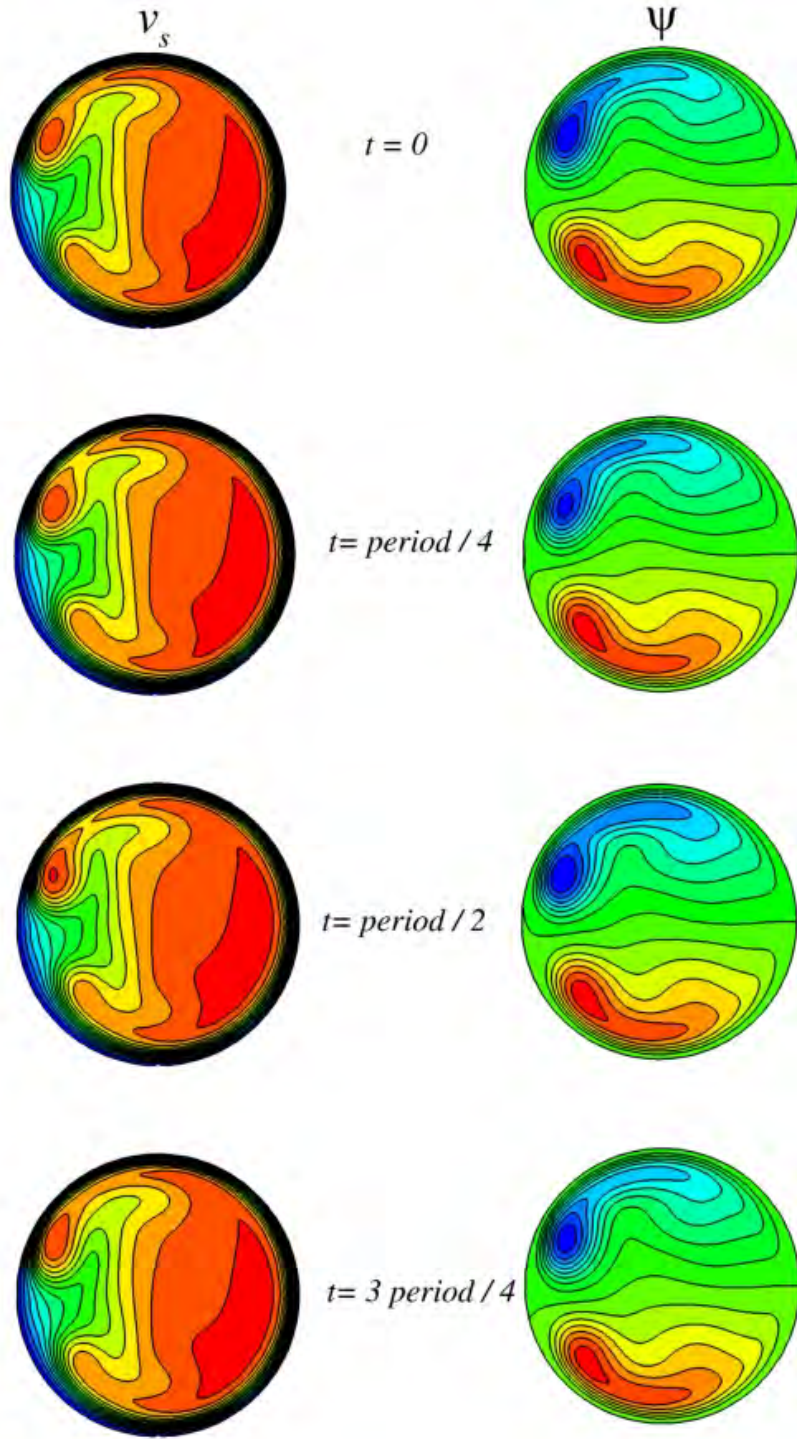 v_s Ψ
t = 0
t= period / 4
t= period / 2
t= 3 period / 4